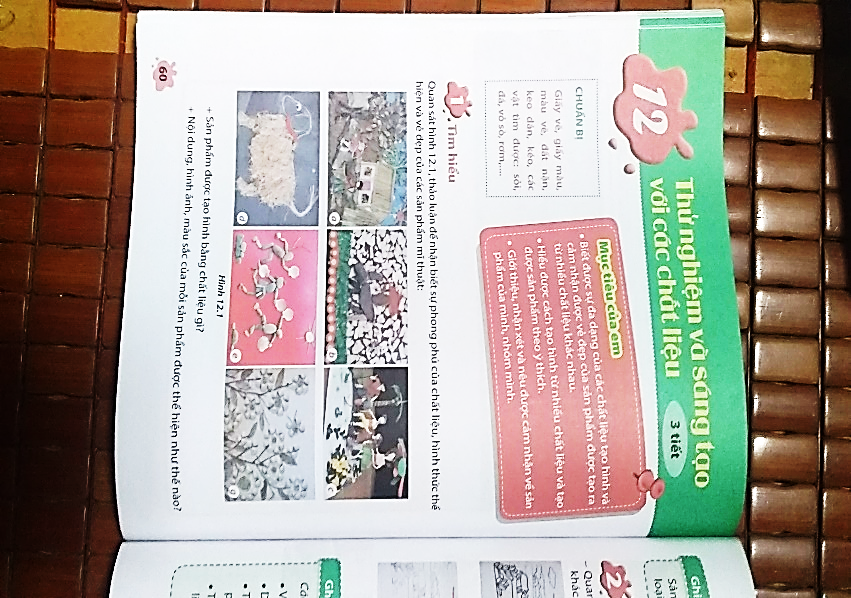 12
Thử nghiệm và sáng tạo
với các chất liệu
3 tiết
CHUẨN BỊ
Giấy vẽ, giấy màu,
màu vẽ, đất nặn,
keo dán, kéo, các
vật tìm được: sỏi,
đá, vỏ sò, rơm,...
Mục tiêu của em
• Biết được sự đa dạng của các chất liệu tạo hình và
cảm nhận được vẻ đẹp của sản phẩm được tạo ra
từ nhiều chất liệu khác nhau.
• Hiểu được cách tạo hình từ nhiều chất liệu và tạo
được sản phẩm theo ý thích.
• Giới thiệu, nhận xét và nêu được cảm nhận về sản
phẩm của mình, nhóm mình.
1 Tìm hiểu
Quan sát hình 12.1, thảo luận để nhận biết sự phong phú của chất liệu, hình thức thể
hiện và vẻ đẹp của các sản phẩm mĩ thuật:
Hình 12.1
+ Sản phẩm được tạo hình bằng chất liệu gì?
+ Nội dung, hình ảnh, màu sắc của mỗi sản phẩm được thể hiện như thế nào?
60
2
- Quan
khác